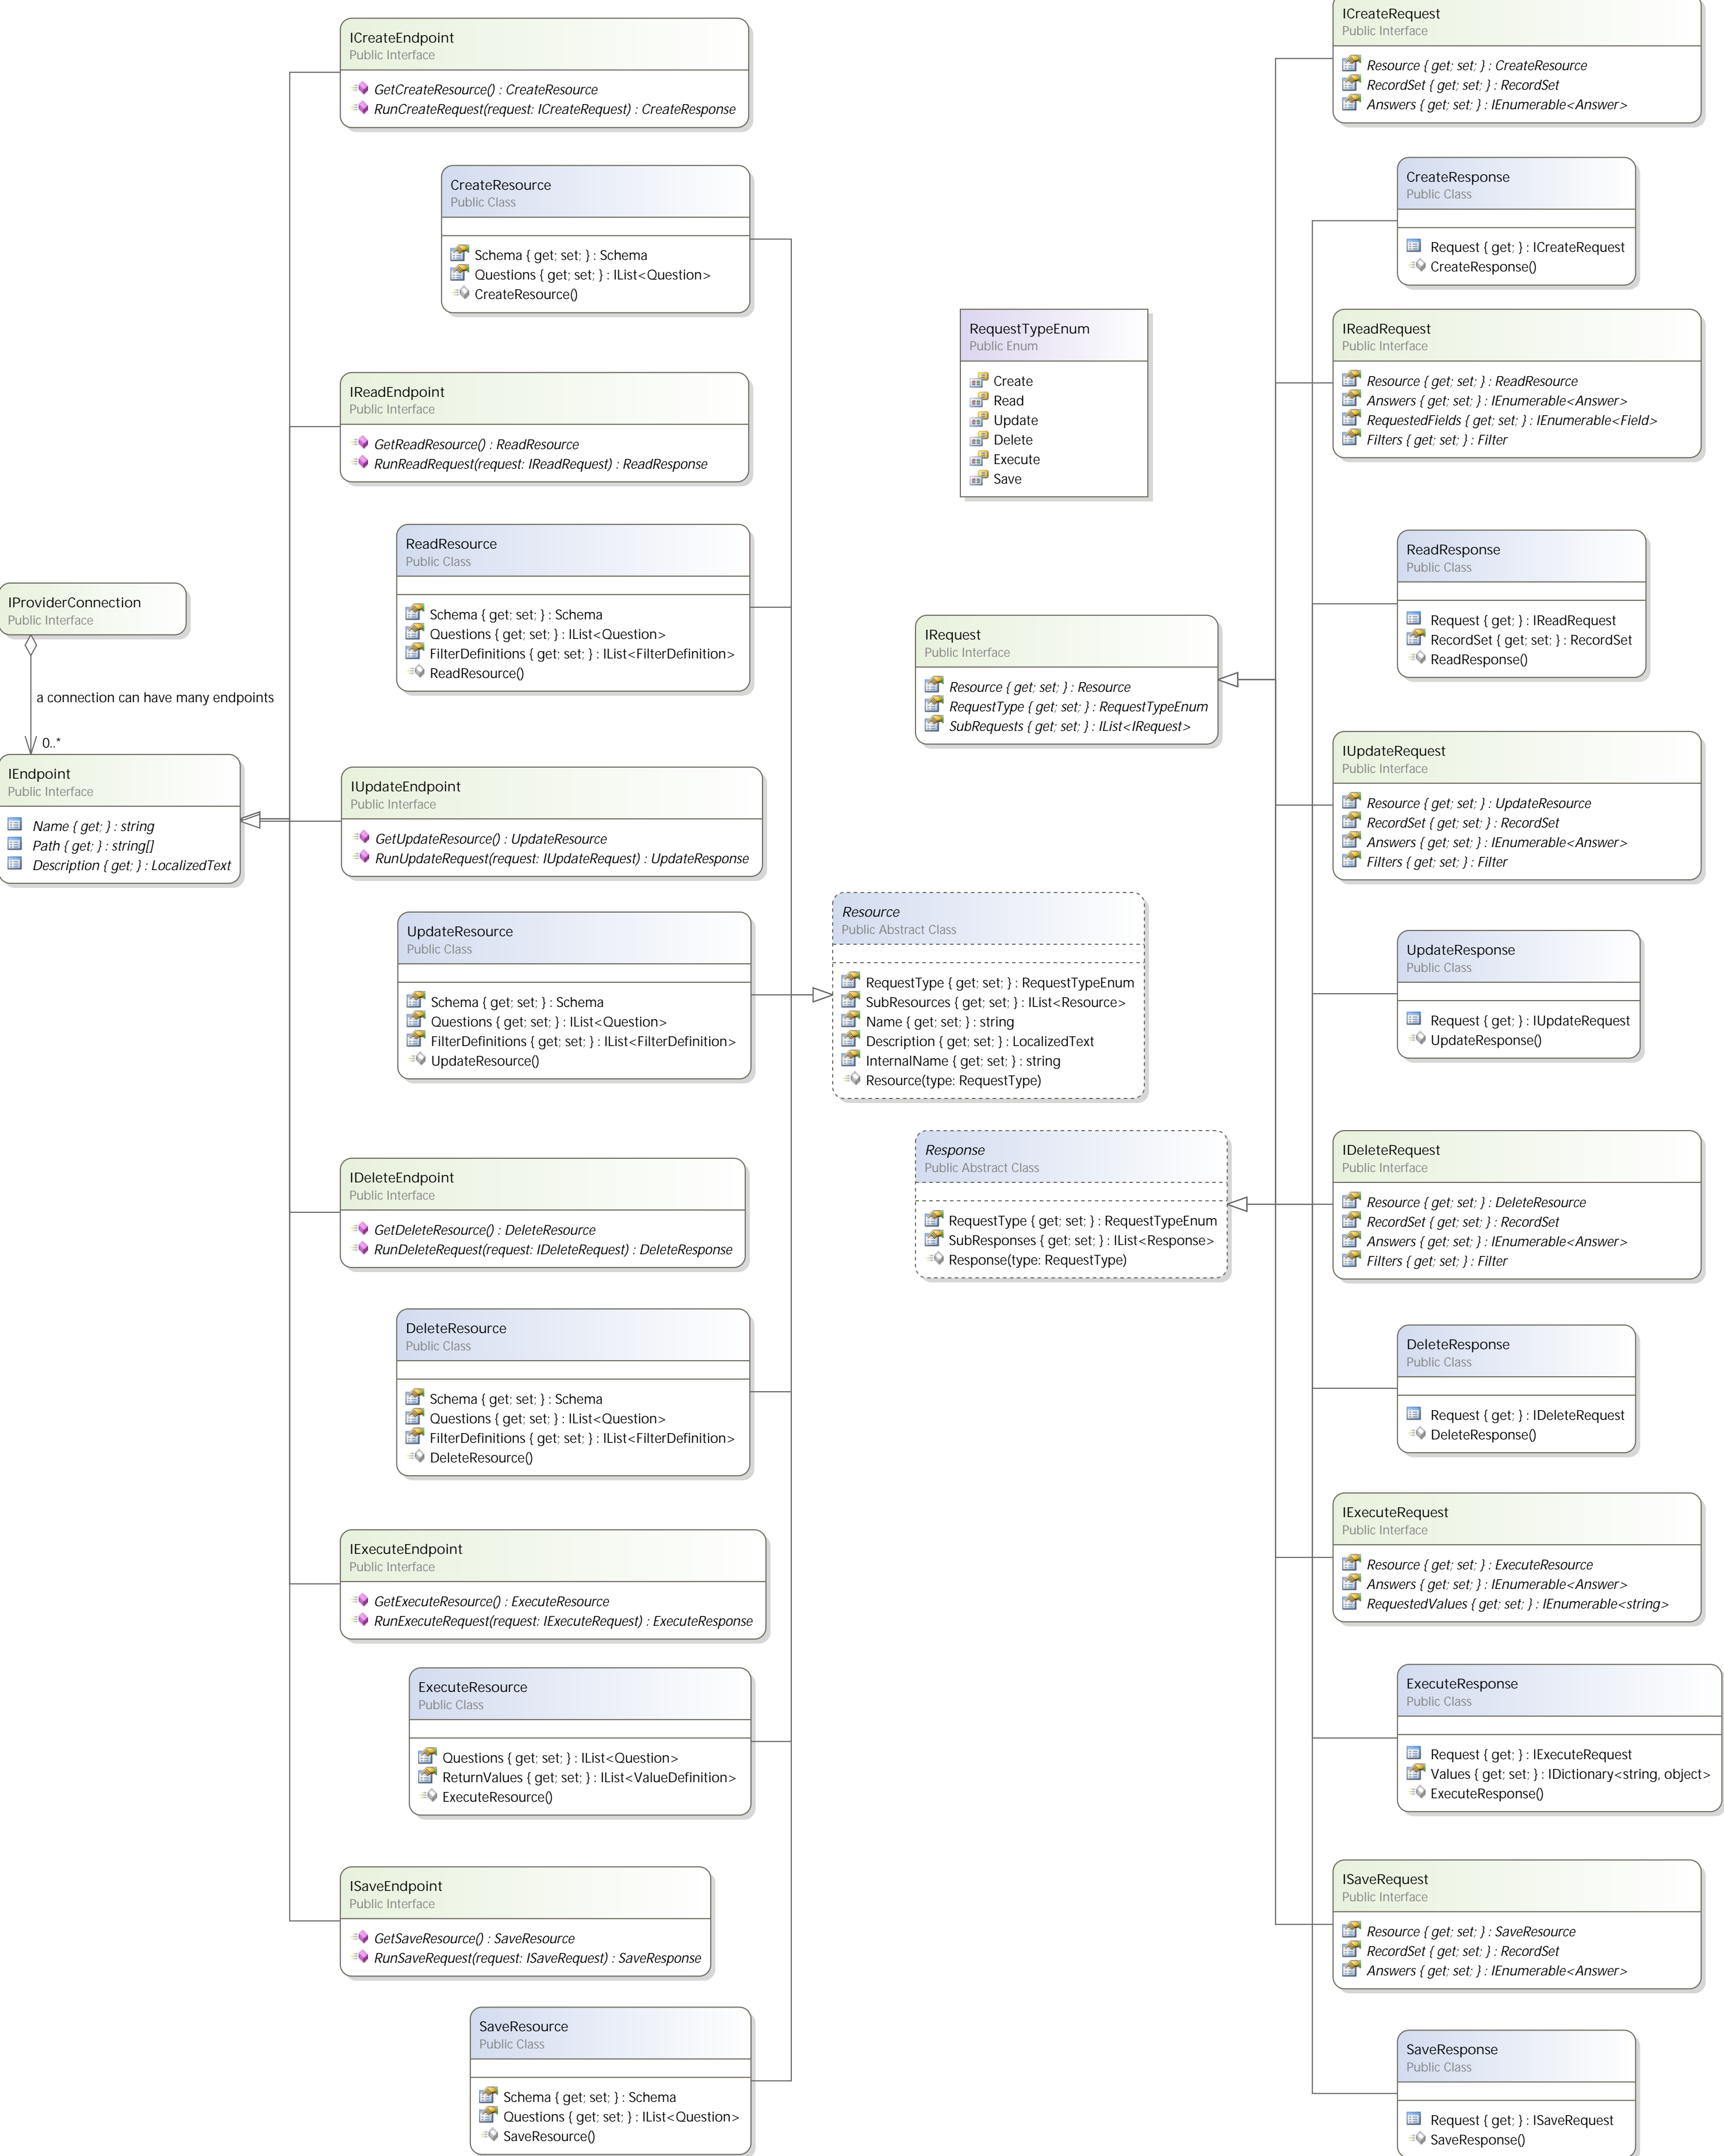 ICreateEndpoint
Public Interface
GetCreateResource() : CreateResource
RunCreateRequest(request: ICreateRequest) : CreateResponse
CreateResource
Public Class
Schema { get; set; } : Schema
Questions { get; set; } : IList<Question>
CreateResource()
IReadEndpoint
Public Interface
GetReadResource() : ReadResource
RunReadRequest(request: IReadRequest) : ReadResponse
ReadResource
Public Class
Schema { get; set; } : Schema
Questions { get; set; } : IList<Question>
FilterDefinitions { get; set; } : IList<FilterDefinition>
ReadResource()
IProviderConnection
Public Interface
a connection can have many endpoints
0..*
IEndpoint
Public Interface
Name { get; } : string
Path { get; } : string[]
Description { get; } : LocalizedText
IUpdateEndpoint
Public Interface
GetUpdateResource() : UpdateResource
RunUpdateRequest(request: IUpdateRequest) : UpdateResponse
UpdateResource
Public Class
Schema { get; set; } : Schema
Questions { get; set; } : IList<Question>
FilterDefinitions { get; set; } : IList<FilterDefinition>
UpdateResource()
IDeleteEndpoint
Public Interface
GetDeleteResource() : DeleteResource
RunDeleteRequest(request: IDeleteRequest) : DeleteResponse
DeleteResource
Public Class
Schema { get; set; } : Schema
Questions { get; set; } : IList<Question>
FilterDefinitions { get; set; } : IList<FilterDefinition>
DeleteResource()
IExecuteEndpoint
Public Interface
GetExecuteResource() : ExecuteResource
RunExecuteRequest(request: IExecuteRequest) : ExecuteResponse
ExecuteResource
Public Class
Questions { get; set; } : IList<Question>
ReturnValues { get; set; } : IList<ValueDefinition>
ExecuteResource()
ISaveEndpoint
Public Interface
GetSaveResource() : SaveResource
RunSaveRequest(request: ISaveRequest) : SaveResponse
SaveResource
Public Class
Schema { get; set; } : Schema
Questions { get; set; } : IList<Question>
SaveResource()
RequestTypeEnum
Public Enum
Create
Read
Update
Delete
Execute
Save
IRequest
Public Interface
Resource { get; set; } : Resource
RequestType { get; set; } : RequestTypeEnum
SubRequests { get; set; } : IList<IRequest>
Resource
Public Abstract Class
RequestType { get; set; } : RequestTypeEnum
SubResources { get; set; } : IList<Resource>
Name { get; set; } : string
Description { get; set; } : LocalizedText
InternalName { get; set; } : string
Resource(type: RequestType)
Response
Public Abstract Class
RequestType { get; set; } : RequestTypeEnum
SubResponses { get; set; } : IList<Response>
Response(type: RequestType)
ICreateRequest
Public Interface
Resource { get; set; } : CreateResource
RecordSet { get; set; } : RecordSet
Answers { get; set; } : IEnumerable<Answer>
CreateResponse
Public Class
Request { get; } : ICreateRequest
CreateResponse()
IReadRequest
Public Interface
Resource { get; set; } : ReadResource
Answers { get; set; } : IEnumerable<Answer>
RequestedFields { get; set; } : IEnumerable<Field>
Filters { get; set; } : Filter
ReadResponse
Public Class
Request { get; } : IReadRequest
RecordSet { get; set; } : RecordSet
ReadResponse()
IUpdateRequest
Public Interface
Resource { get; set; } : UpdateResource
RecordSet { get; set; } : RecordSet
Answers { get; set; } : IEnumerable<Answer>
Filters { get; set; } : Filter
UpdateResponse
Public Class
Request { get; } : IUpdateRequest
UpdateResponse()
IDeleteRequest
Public Interface
Resource { get; set; } : DeleteResource
RecordSet { get; set; } : RecordSet
Answers { get; set; } : IEnumerable<Answer>
Filters { get; set; } : Filter
DeleteResponse
Public Class
Request { get; } : IDeleteRequest
DeleteResponse()
IExecuteRequest
Public Interface
Resource { get; set; } : ExecuteResource
Answers { get; set; } : IEnumerable<Answer>
RequestedValues { get; set; } : IEnumerable<string>
ExecuteResponse
Public Class
Request { get; } : IExecuteRequest
Values { get; set; } : IDictionary<string, object>
ExecuteResponse()
ISaveRequest
Public Interface
Resource { get; set; } : SaveResource
RecordSet { get; set; } : RecordSet
Answers { get; set; } : IEnumerable<Answer>
SaveResponse
Public Class
Request { get; } : ISaveRequest
SaveResponse()